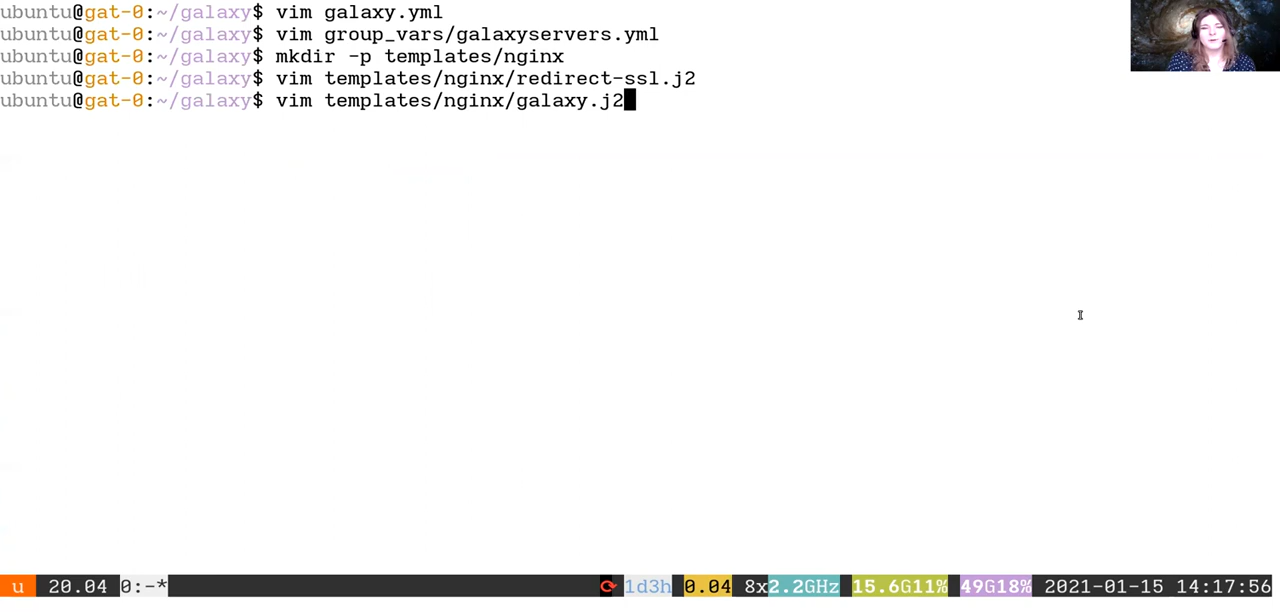 ubuntu@gat-0:~/galaxy$ vim galaxy.yml
ubuntu@gat-0:~/galaxy$ vim group_vars/galaxyservers.yml
ubuntu@gat-0:~/galaxy$ mkdir -p templates/nginx
ubuntu@gat-0:~/galaxy$ vim templates/nginx/redirect-ssl.j2
ubuntu@gat-0:~/galaxy$ vim templates/nginx/galaxy.j2
u 20.04 0:-* ⟳ 1d3h 0.04 8x2.2GHz 15.6G11% 49G18% 2021-01-15 14:17:56